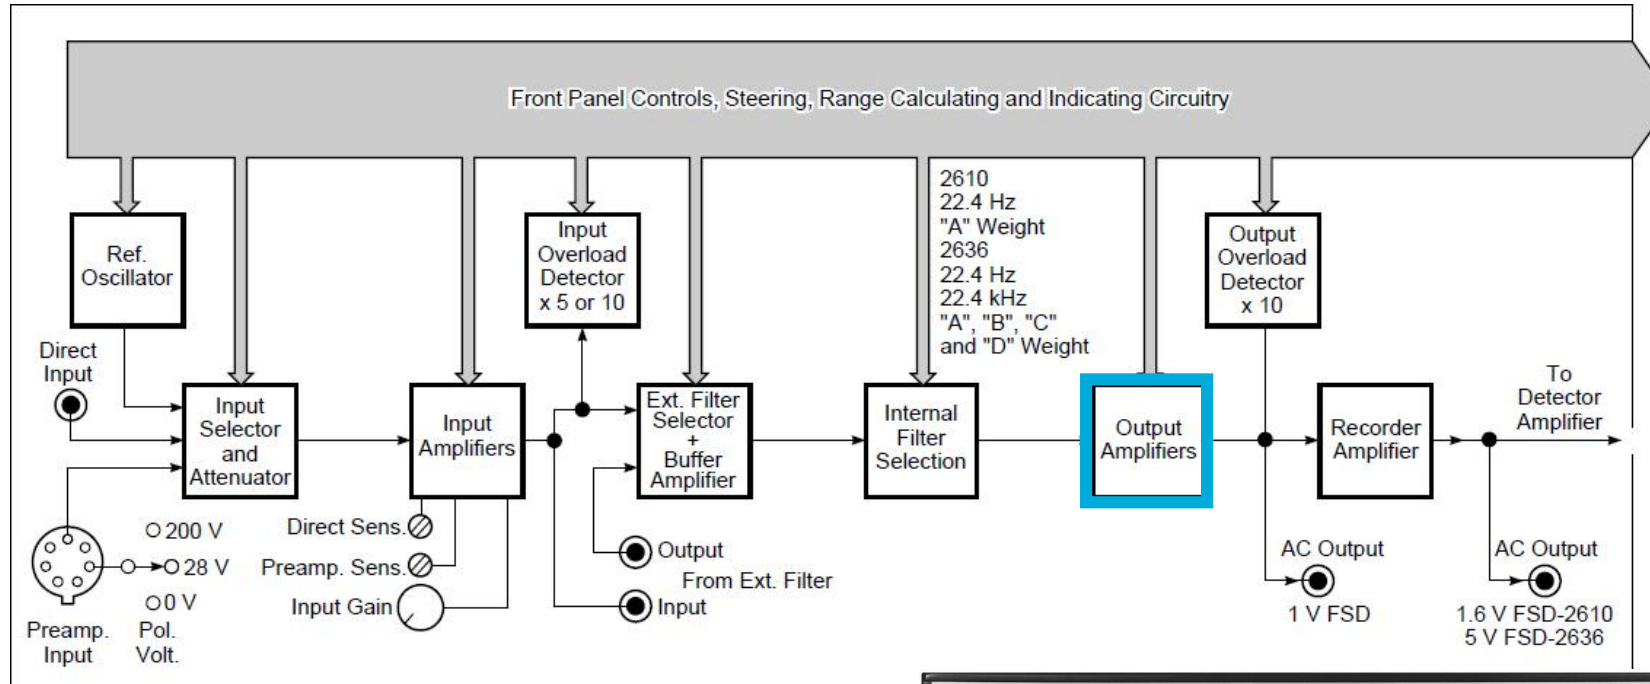 Front Panel Controls, Steering, Range Calculating and Indicating Circuitry
2610
22.4 Hz
"A" Weight
2636
22.4 Hz
22.4 kHz
"A", "B", "C"
and "D" Weight
Ref.
Oscillator
Input
Overload
Detector
x 5 or 10
Output
Overload
Detector
x 10
Direct
Input
Input
Selector
and
Attenuator
Input
Amplifiers
Ext. Filter
Selector
+
Buffer
Amplifier
Internal
Filter
Selection
Output
Amplifiers
Recorder
Amplifier
To
Detector
Amplifier
200 V
28 V
0 V
Preamp.
Input
Pol.
Volt.
Direct Sens.
Preamp. Sens.
Input Gain
Output
From Ext. Filter
Input
AC Output
1 V FSD
AC Output
1.6 V FSD-2610
5 V FSD-2636